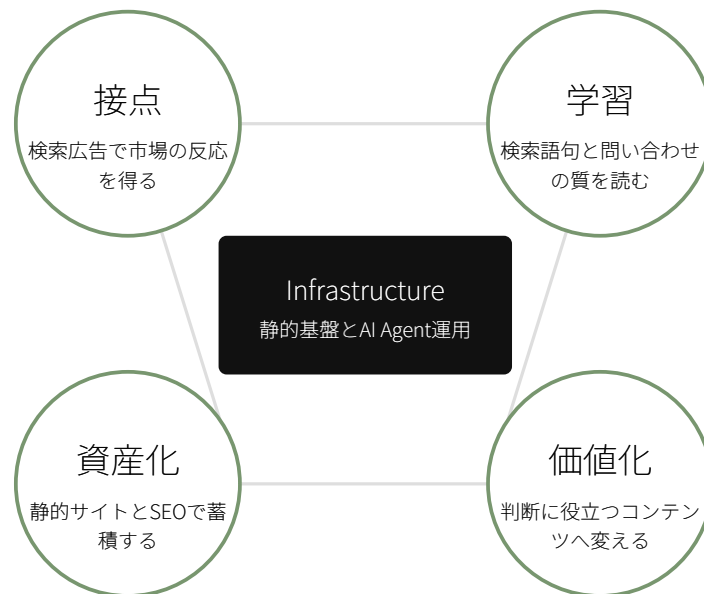 接点
検索広告で市場の反応
を得る
学習
検索語句と問い合わせ
の質を読む
Infrastructure
静的基盤とAI Agent運用
資産化
静的サイトとSEOで蓄
積する
価値化
判断に役立つコンテン
ツへ変える